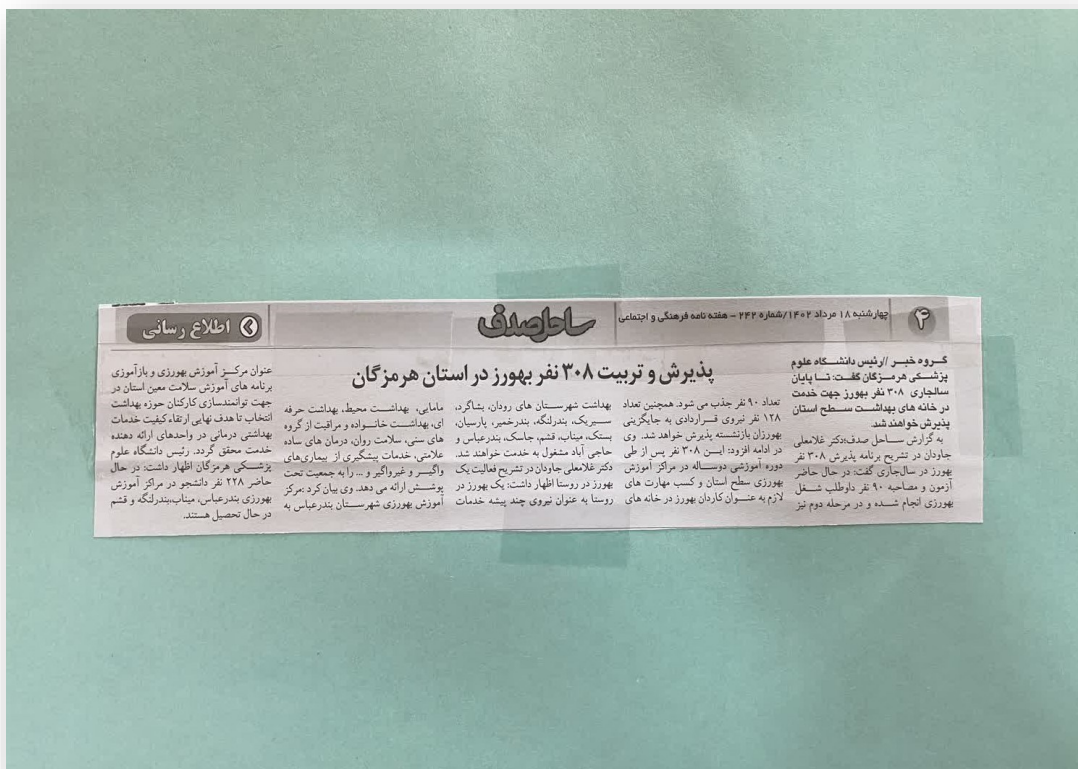 ۴
چهارشنبه ۱۸ مرداد ۱۴۰۲/شماره ۲۴۲ - هفته نامه فرهنگی و اجتماعی
ساحل صدف
اطلاع رسانی
پذیرش و تربیت ۳۰۸ نفر بهورز در استان هرمزگان
گروه خبر //رئیس دانشگاه علوم
پزشکی هرمزگان گفت: تا پایان
سالجاری ۳۰۸ نفر بهورز جهت خدمت
در خانه های بهداشت سطح استان
پذیرش خواهند شد.
به گزارش ساحل صدف:دکتر غلامعلی
جاودان در تشریح برنامه پذیرش ۳۰۸ نفر
بهورز در سالجاری گفت: در حال حاضر
آزمون و مصاحبه ۹۰ نفر داوطلب شغل
بهورزی انجام شده و در مرحله دوم نیز
تعداد ۹۰ نفر جذب می شود. همچنین تعداد
۱۲۸ نفر نیروی قراردادی به جایگزینی
بهورزان بازنشسته پذیرش خواهد شد. وی
در ادامه افزود: این ۳۰۸ نفر پس از طی
دوره آموزشی دوساله در مراکز آموزش
بهورزی سطح استان و کسب مهارت های
لازم به عنوان کاردان بهورز در خانه های
بهداشت شهرستان های رودان، بشاگرد،
سیریک، بندرلنگه، بندرخمیر، پارسیان،
بستک، میناب، قشم، جاسک، بندرعباس و
حاجی آباد مشغول به خدمت خواهند شد.
دکتر غلامعلی جاودان در تشریح فعالیت یک
بهورز در روستا اظهار داشت: یک بهورز در
روستا به عنوان نیروی چند پیشه خدمات
مامایی، بهداشت محیط، بهداشت حرفه
ای، بهداشت خانواده و مراقبت از گروه
های سنی، سلامت روان، درمان های ساده
علامتی، خدمات پیشگیری از بیماری‌های
واگیر و غیرواگیر و ... را به جمعیت تحت
پوشش ارائه می دهد. وی بیان کرد :مرکز
آموزش بهورزی شهرستان بندرعباس به
عنوان مرکز آموزش بهورزی و بازآموزی
برنامه های آموزش سلامت معین استان در
جهت توانمندسازی کارکنان حوزه بهداشت
انتخاب تا هدف نهایی ارتقاء کیفیت خدمات
بهداشتی درمانی در واحدهای ارائه دهنده
خدمت محقق گردد. رئیس دانشگاه علوم
پزشکی هرمزگان اظهار داشت: در حال
حاضر ۲۲۸ نفر دانشجو در مراکز آموزش
بهورزی بندرعباس، میناب،بندرلنگه و قشم
در حال تحصیل هستند.